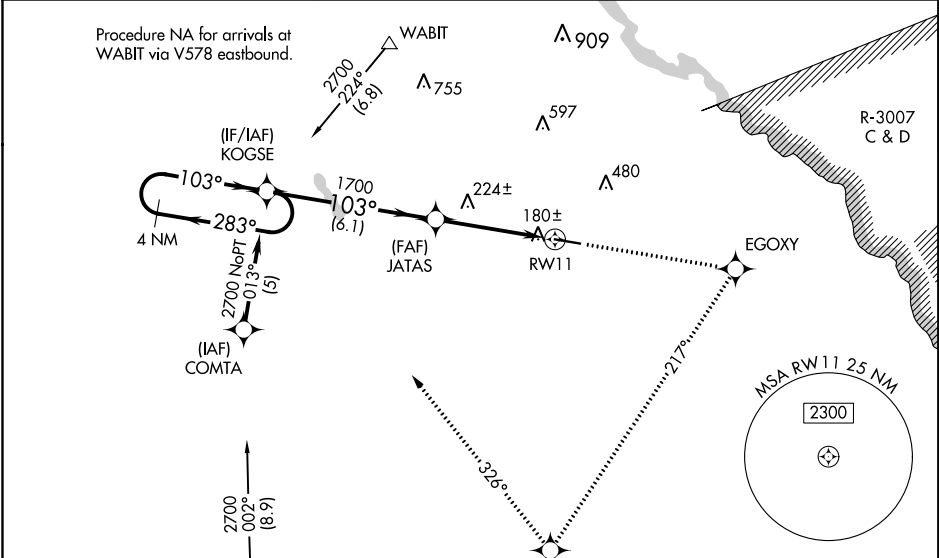 Procedure NA for arrivals at
WABIT via V578 eastbound.
WABIT
2700
224°
(6.8)
909
755
597
480
R-3007
C & D
(IF/IAF)
KOGSE
103°
283°
4 NM
1700
103°
(6.1)
224±
180±
(FAF)
JATAS
RW11
EGOXY
2700 NoPT
013°
(5)
(IAF)
COMTA
217°
326°
2700
002°
(8.9)
MSA RW11 25 NM
2300